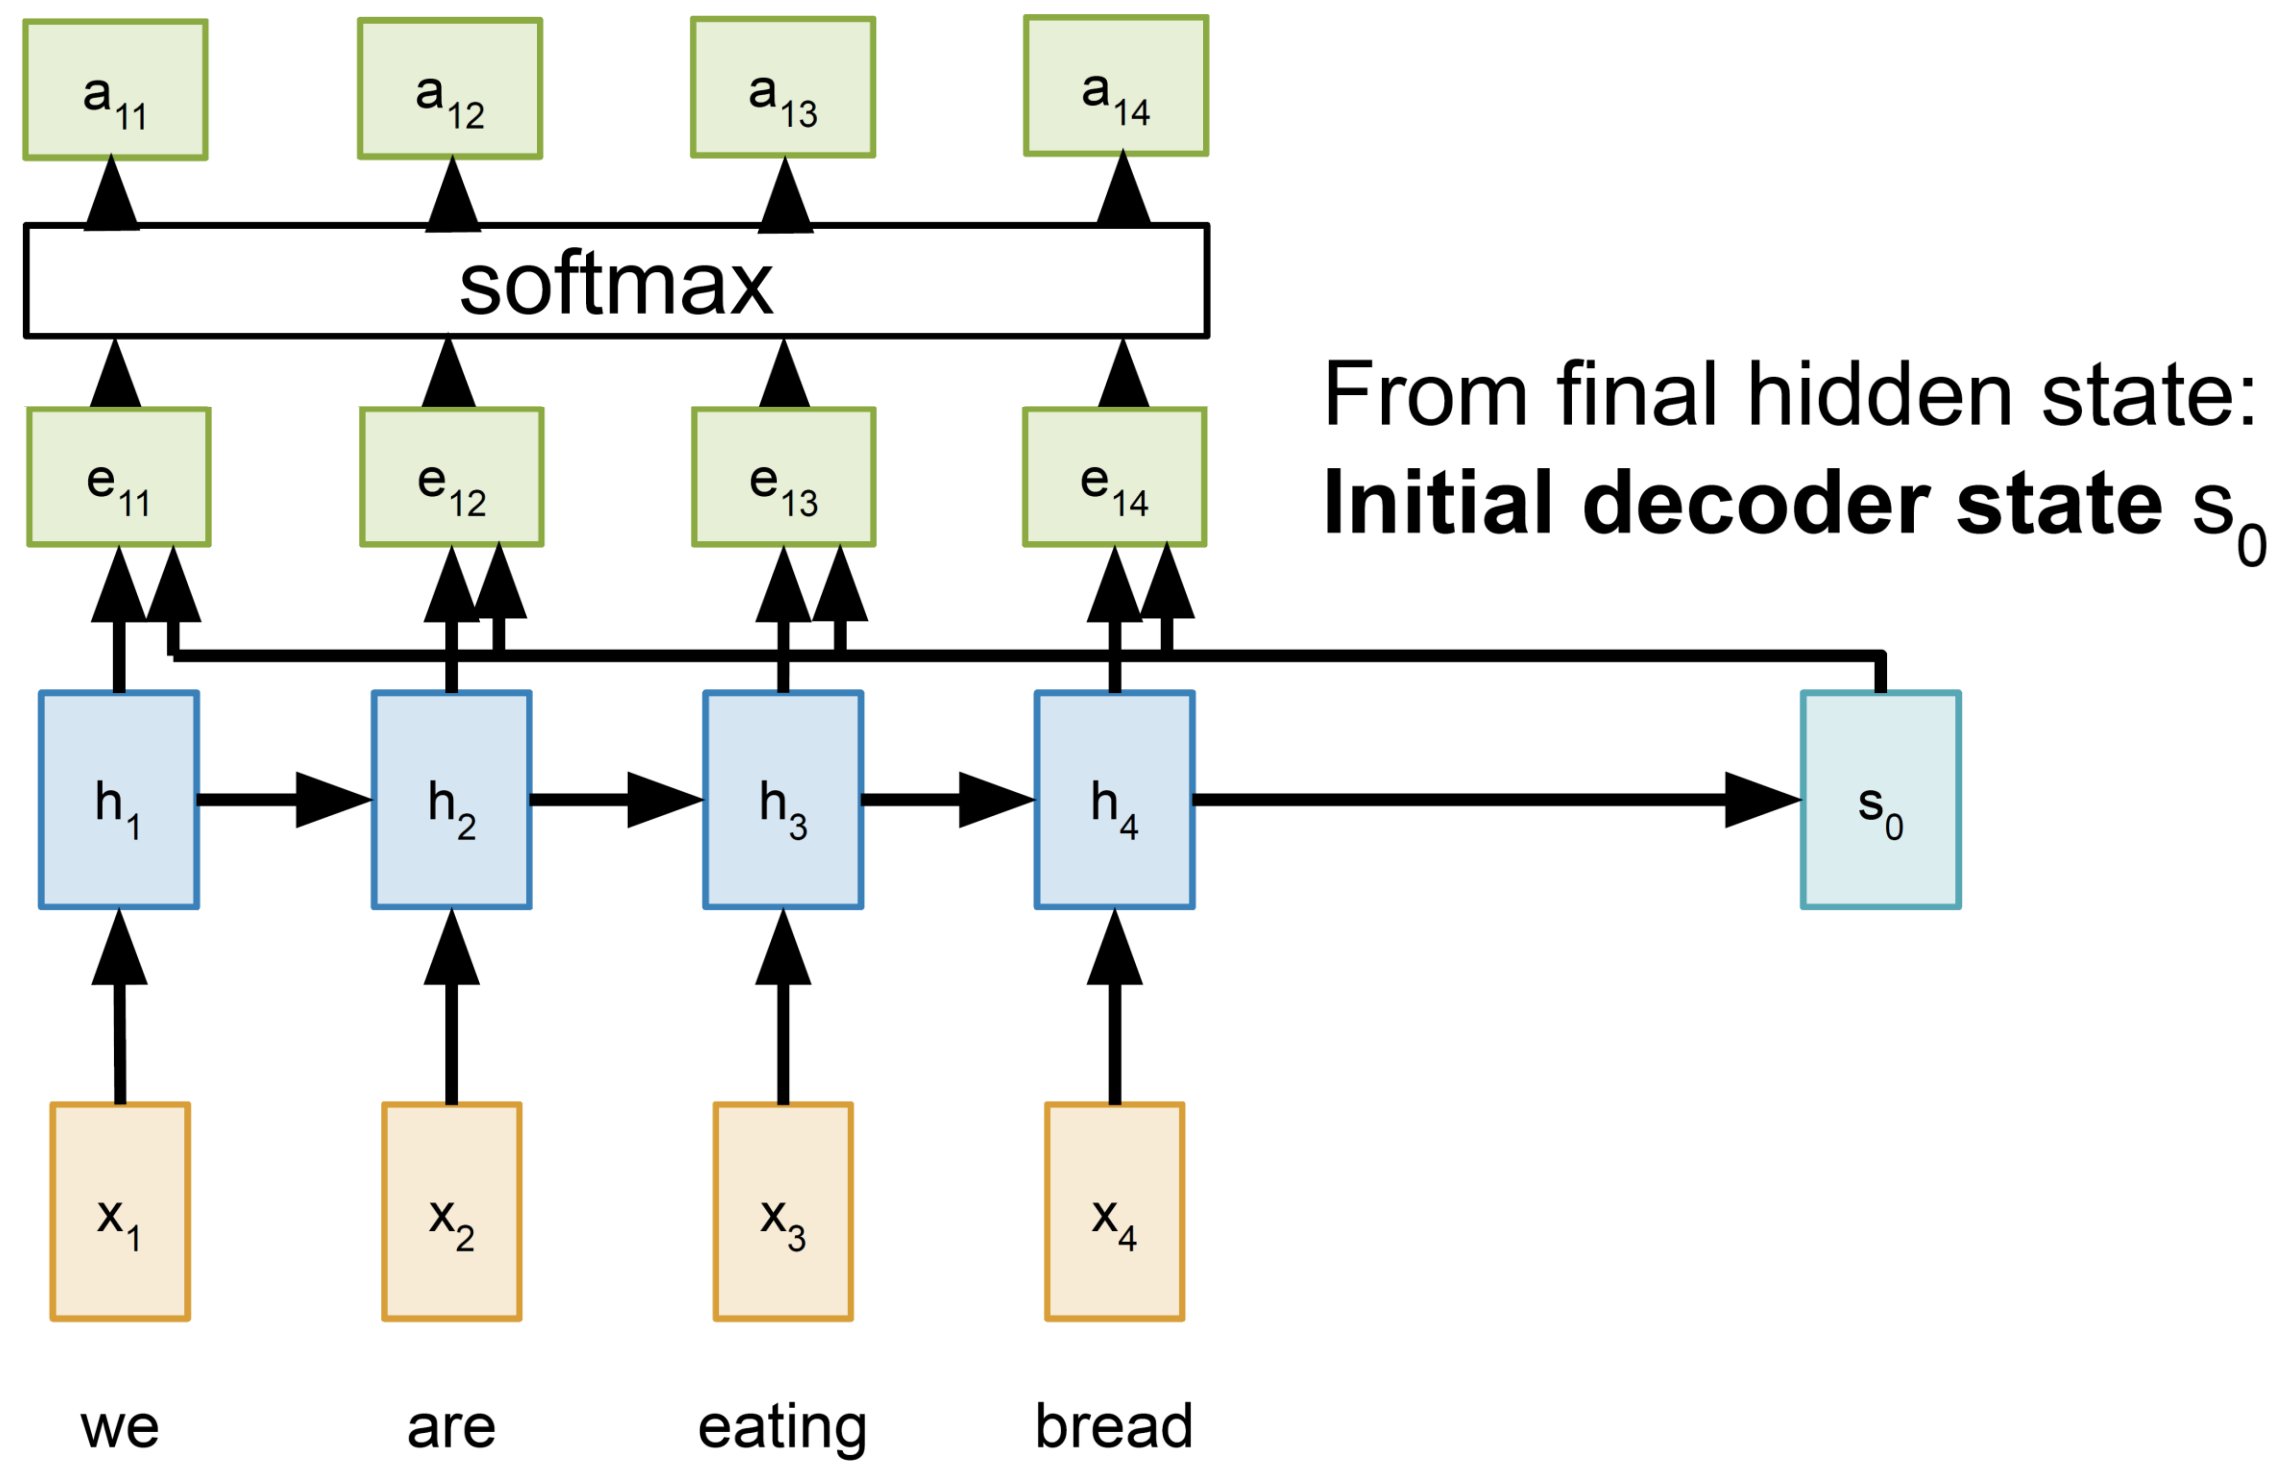 a11 a12 a13 a14
softmax
From final hidden state:
e11 e12 e13 e14
Initial decoder state s0
h1 h2 h3 h4 s0
x1 x2 x3 x4
we are eating bread